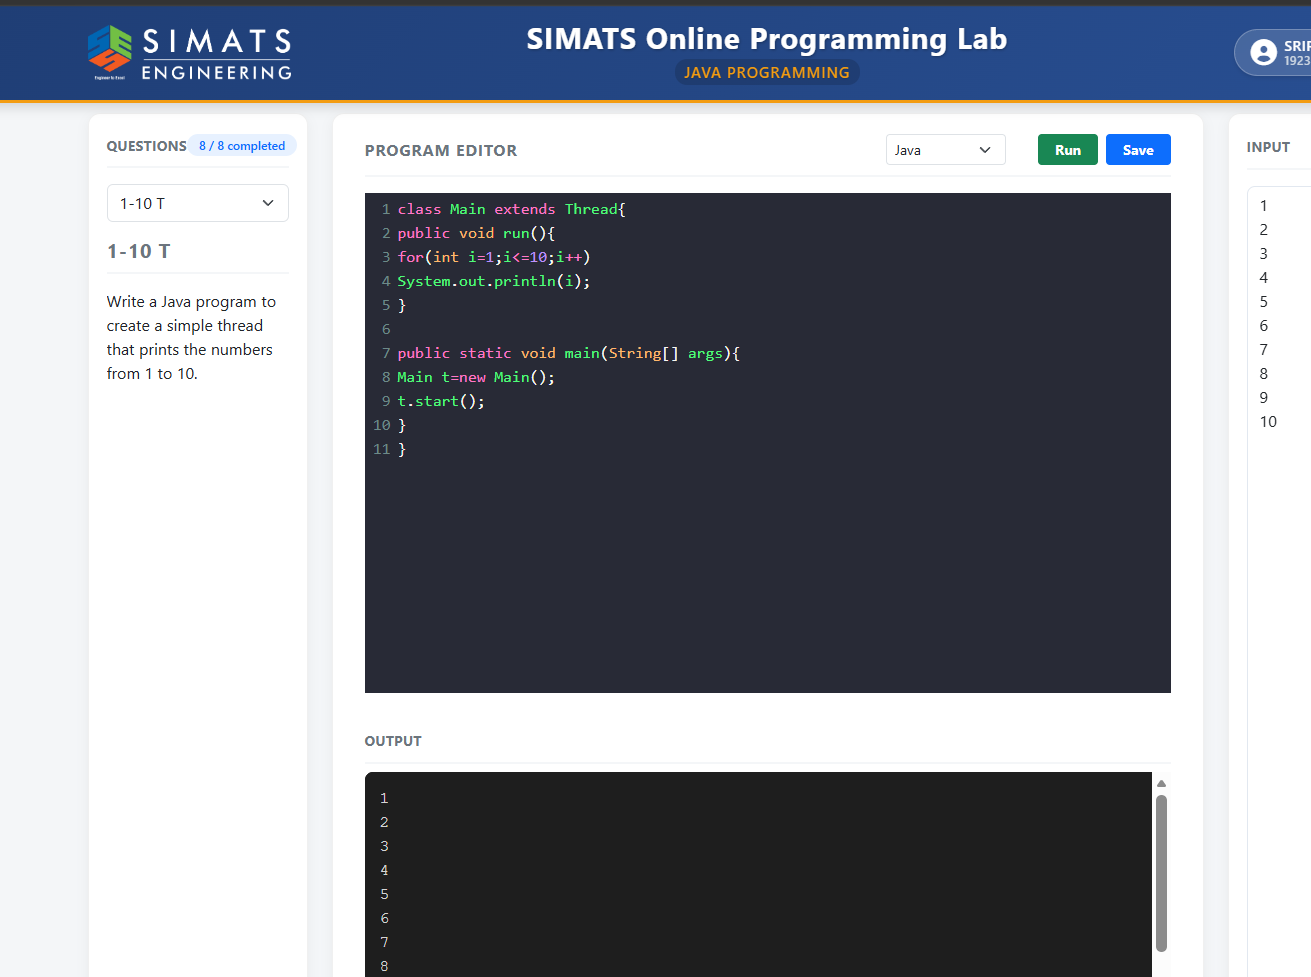 SIMATS
ENGINEERING
Engineer to Excel
SIMATS Online Programming Lab
JAVA PROGRAMMING
1923
QUESTIONS 8 / 8 completed
1-10 T
1-10 T
Write a Java program to
create a simple thread
that prints the numbers
from 1 to 10.
PROGRAM EDITOR Java Run Save
1 class Main extends Thread{
2 public void run(){
3 for(int i=1;i<=10;i++)
4 System.out.println(i);
5 }
6
7 public static void main(String[] args){
8 Main t=new Main();
9 t.start();
10 }
11 }
OUTPUT
1
2
3
4
5
6
7
8
INPUT
1
2
3
4
5
6
7
8
9
10